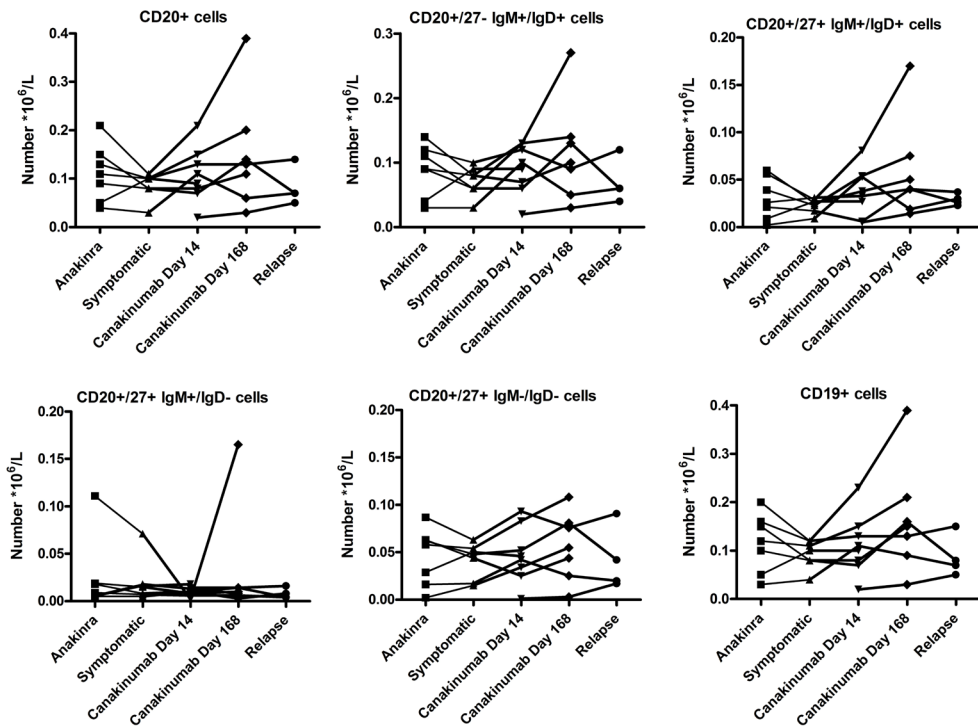 CD20+ cells
Number *10⁶/L
0.4
0.3
0.2
0.1
0.0
Anakinra
Symptomatic
Canakinumab Day 14
Canakinumab Day 168
Relapse
CD20+/27- IgM+/IgD+ cells
Number *10⁶/L
0.3
0.2
0.1
0.0
Anakinra
Symptomatic
Canakinumab Day 14
Canakinumab Day 168
Relapse
CD20+/27+ IgM+/IgD+ cells
Number *10⁶/L
0.20
0.15
0.10
0.05
0.00
Anakinra
Symptomatic
Canakinumab Day 14
Canakinumab Day 168
Relapse
CD20+/27+ IgM+/IgD- cells
Number *10⁶/L
0.20
0.15
0.10
0.05
0.00
Anakinra
Symptomatic
Canakinumab Day 14
Canakinumab Day 168
Relapse
CD20+/27+ IgM-/IgD- cells
Number *10⁶/L
0.20
0.15
0.10
0.05
0.00
Anakinra
Symptomatic
Canakinumab Day 14
Canakinumab Day 168
Relapse
CD19+ cells
Number *10⁶/L
0.4
0.3
0.2
0.1
0.0
Anakinra
Symptomatic
Canakinumab Day 14
Canakinumab Day 168
Relapse